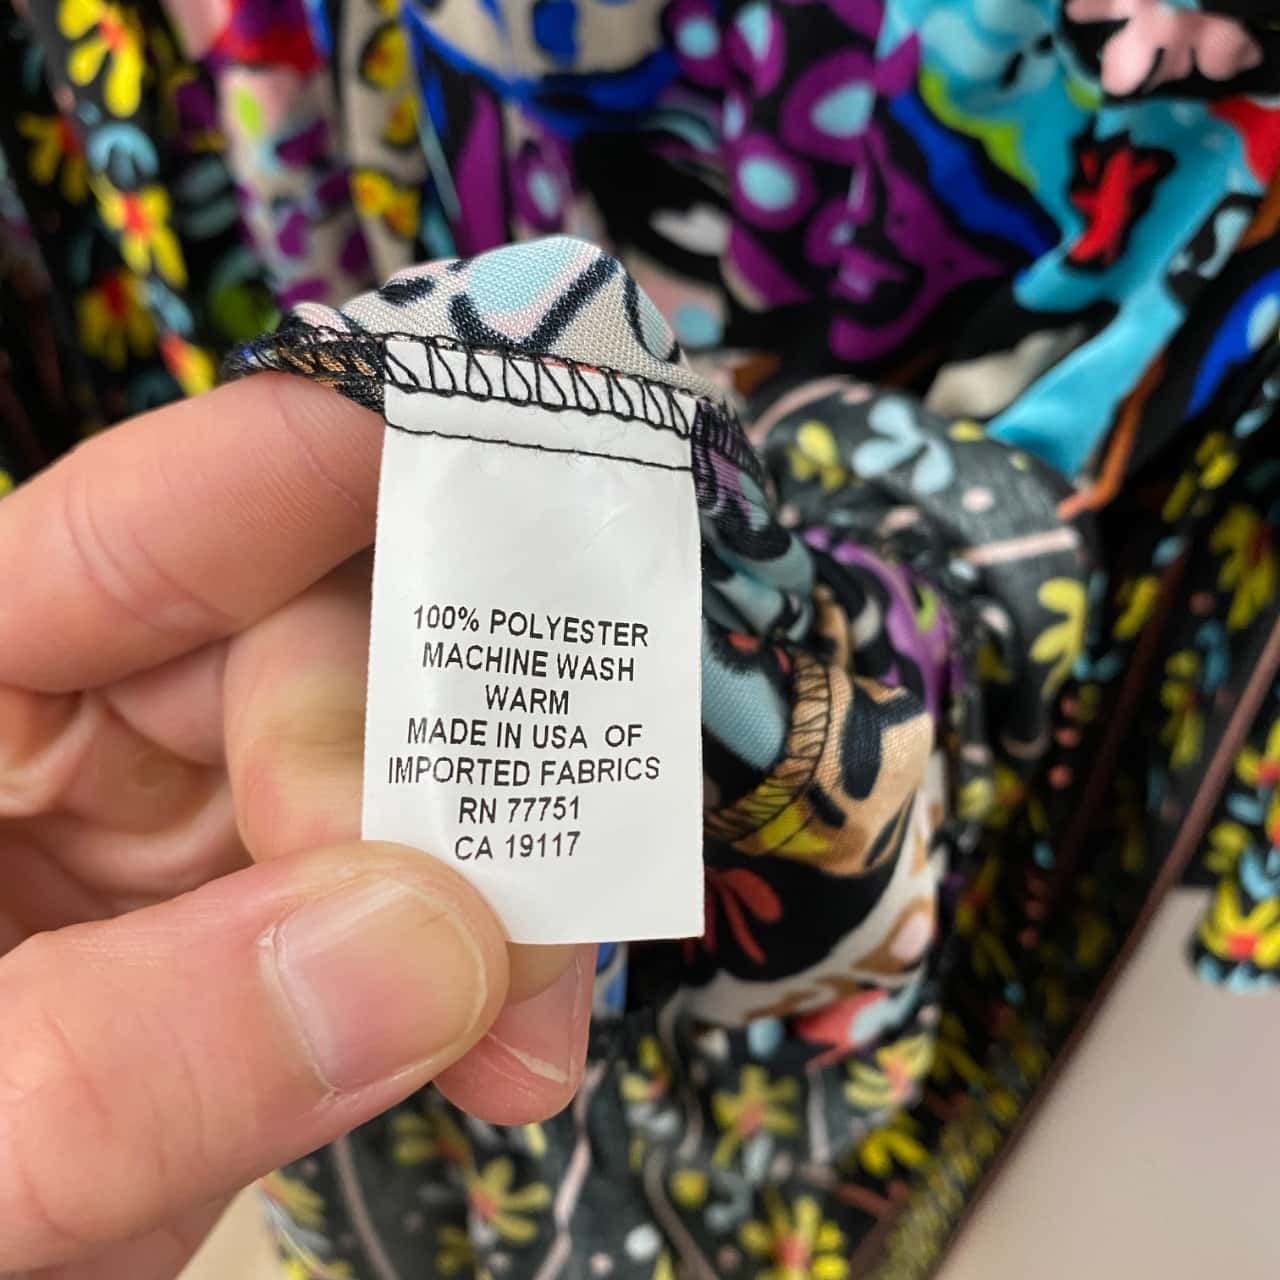 100% POLYESTER
MACHINE WASH
WARM
MADE IN USA OF
IMPORTED FABRICS
RN 77751
CA 19117